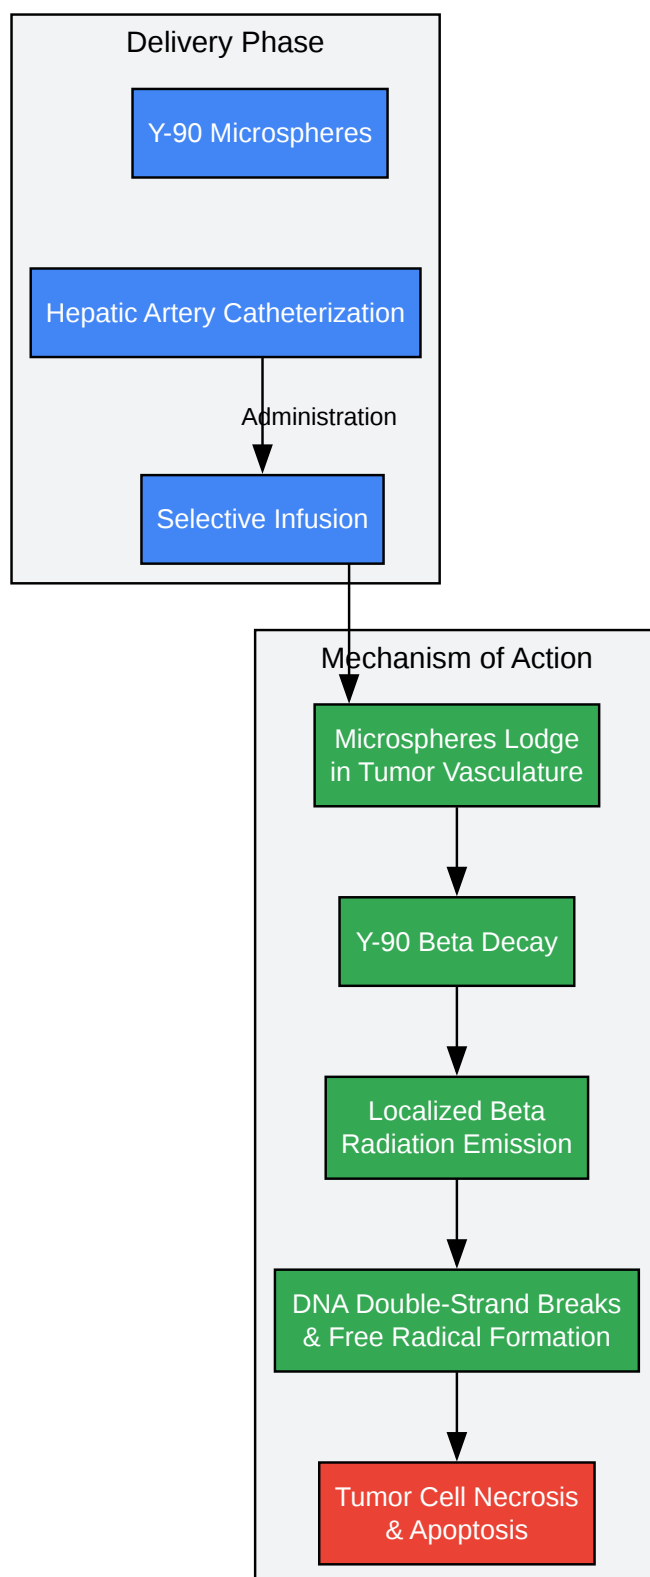 Delivery Phase
Y-90 Microspheres
Hepatic Artery Catheterization
Administration
Selective Infusion
Mechanism of Action
Microspheres Lodge
in Tumor Vasculature
Y-90 Beta Decay
Localized Beta
Radiation Emission
DNA Double-Strand Breaks
& Free Radical Formation
Tumor Cell Necrosis
& Apoptosis